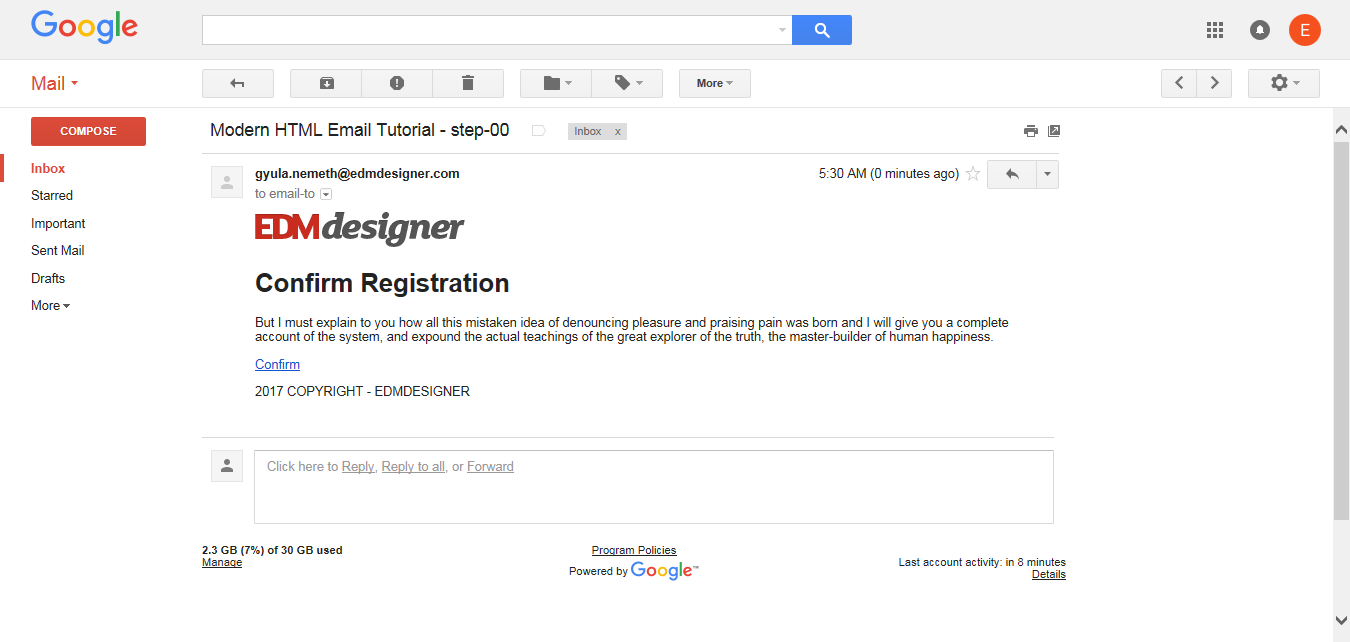 Google
E
Mail
More
COMPOSE
Modern HTML Email Tutorial - step-00
Inbox x
Inbox
Starred
Important
Sent Mail
Drafts
More
gyula.nemeth@edmdesigner.com
5:30 AM (0 minutes ago)
to email-to
EDMdesigner
Confirm Registration
But I must explain to you how all this mistaken idea of denouncing pleasure and praising pain was born and I will give you a complete
account of the system, and expound the actual teachings of the great explorer of the truth, the master-builder of human happiness.
Confirm
2017 COPYRIGHT - EDMDESIGNER
Click here to Reply, Reply to all, or Forward
2.3 GB (7%) of 30 GB used
Manage
Program Policies
Powered by Google™
Last account activity: in 8 minutes
Details